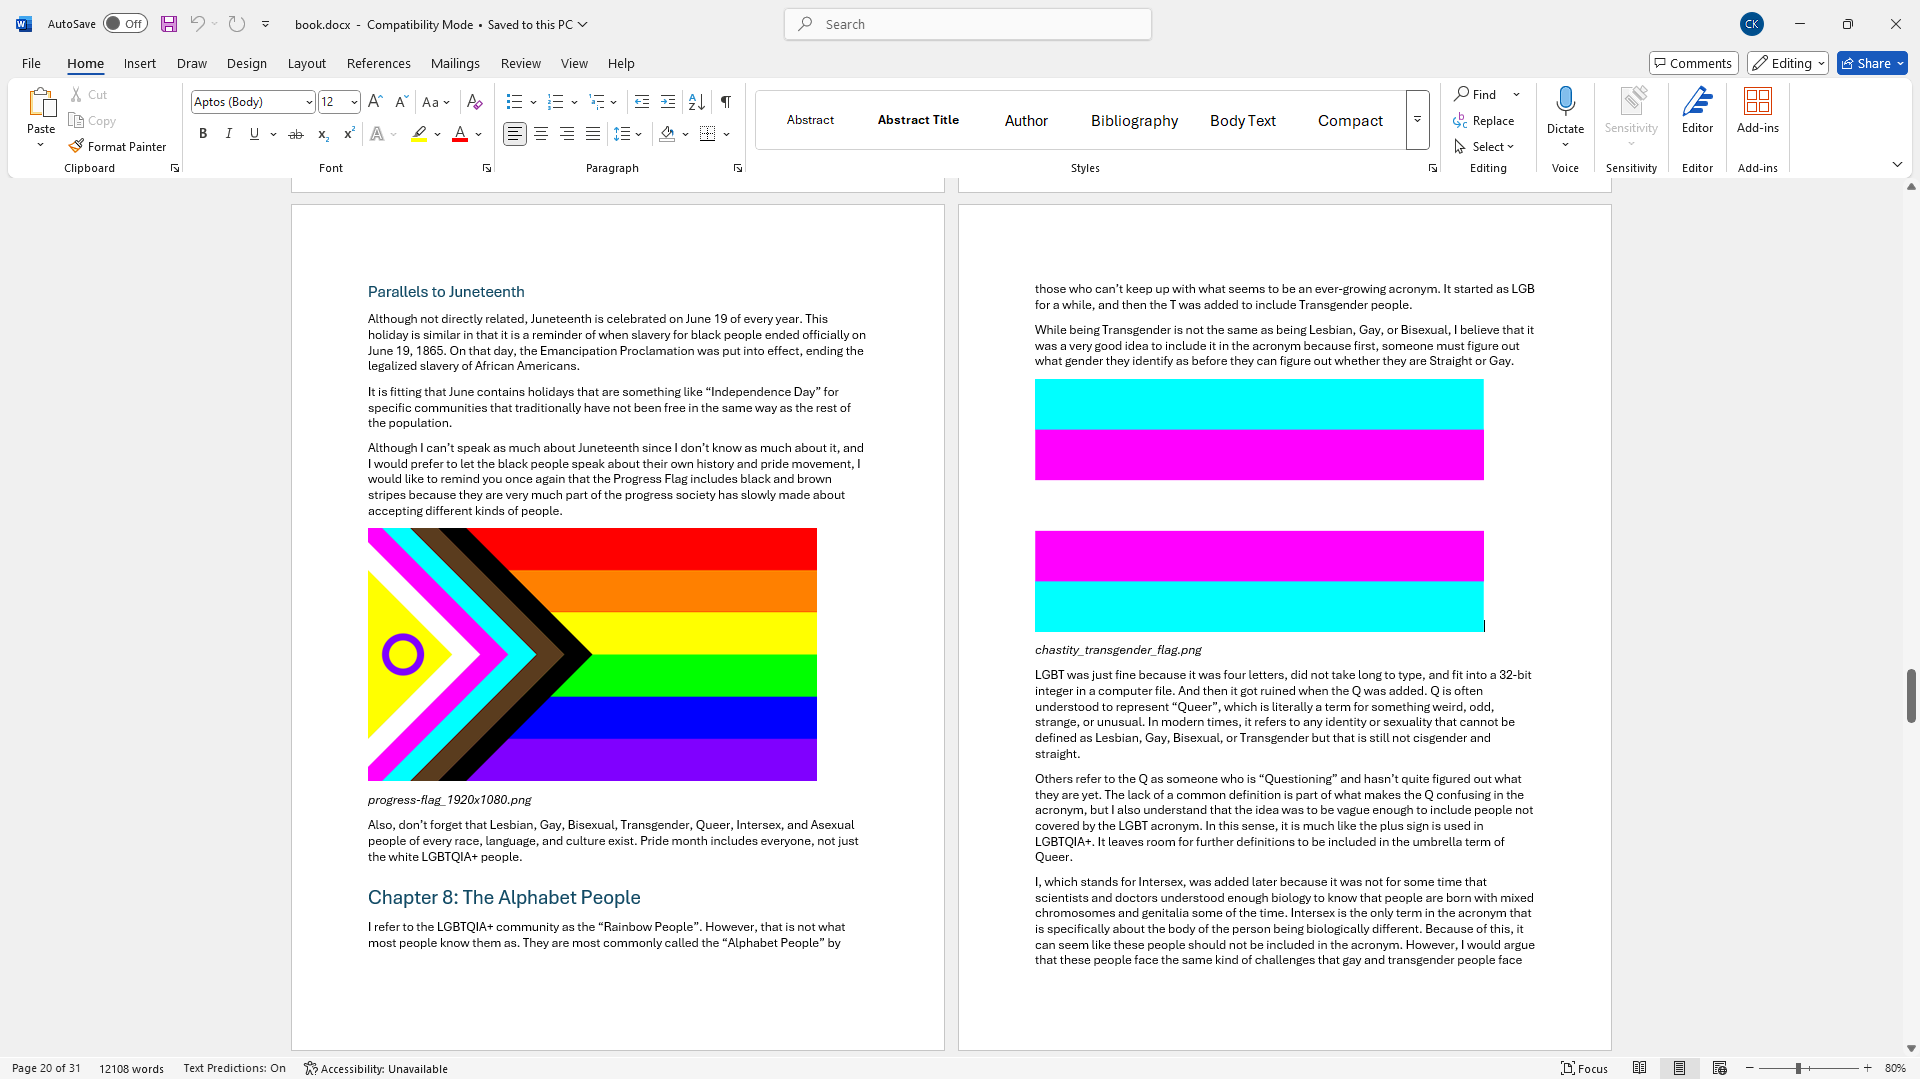 AutoSave Off book.docx - Compatibility Mode • Saved to this PC Search CK
File Home Insert Draw Design Layout References Mailings Review View Help Comments Editing Share
Paste Cut Copy Format Painter Clipboard
Aptos (Body) 12 Aa Font
Paragraph
Abstract Abstract Title Author Bibliography Body Text Compact Styles
Find Replace Select Editing
Dictate Voice
Sensitivity Sensitivity
Editor Editor
Add-ins Add-ins
Parallels to Juneteenth
Although not directly related, Juneteenth is celebrated on June 19 of every year. This
holiday is similar in that it is a reminder of when slavery for black people ended officially on
June 19, 1865. On that day, the Emancipation Proclamation was put into effect, ending the
legalized slavery of African Americans.
It is fitting that June contains holidays that are something like “Independence Day” for
specific communities that traditionally have not been free in the same way as the rest of
the population.
Although I can’t speak as much about Juneteenth since I don’t know as much about it, and
I would prefer to let the black people speak about their own history and pride movement, I
would like to remind you once again that the Progress Flag includes black and brown
stripes because they are very much part of the progress society has slowly made about
accepting different kinds of people.
progress-flag_1920x1080.png
Also, don’t forget that Lesbian, Gay, Bisexual, Transgender, Queer, Intersex, and Asexual
people of every race, language, and culture exist. Pride month includes everyone, not just
the white LGBTQIA+ people.
Chapter 8: The Alphabet People
I refer to the LGBTQIA+ community as the “Rainbow People”. However, that is not what
most people know them as. They are most commonly called the “Alphabet People” by
those who can’t keep up with what seems to be an ever-growing acronym. It started as LGB
for a while, and then the T was added to include Transgender people.
While being Transgender is not the same as being Lesbian, Gay, or Bisexual, I believe that it
was a very good idea to include it in the acronym because first, someone must figure out
what gender they identify as before they can figure out whether they are Straight or Gay.
chastity_transgender_flag.png
LGBT was just fine because it was four letters, did not take long to type, and fit into a 32-bit
integer in a computer file. And then it got ruined when the Q was added. Q is often
understood to represent “Queer”, which is literally a term for something weird, odd,
strange, or unusual. In modern times, it refers to any identity or sexuality that cannot be
defined as Lesbian, Gay, Bisexual, or Transgender but that is still not cisgender and
straight.
Others refer to the Q as someone who is “Questioning” and hasn’t quite figured out what
they are yet. The lack of a common definition is part of what makes the Q confusing in the
acronym, but I also understand that the idea was to be vague enough to include people not
covered by the LGBT acronym. In this sense, it is much like the plus sign is used in
LGBTQIA+. It leaves room for further definitions to be included in the umbrella term of
Queer.
I, which stands for Intersex, was added later because it was not for some time that
scientists and doctors understood enough biology to know that people are born with mixed
chromosomes and genitalia some of the time. Intersex is the only term in the acronym that
is specifically about the body of the person being biologically different. Because of this, it
can seem like these people should not be included in the acronym. However, I would argue
that these people face the same kind of challenges that gay and transgender people face
Page 20 of 31 12108 words Text Predictions: On Accessibility: Unavailable Focus 80%